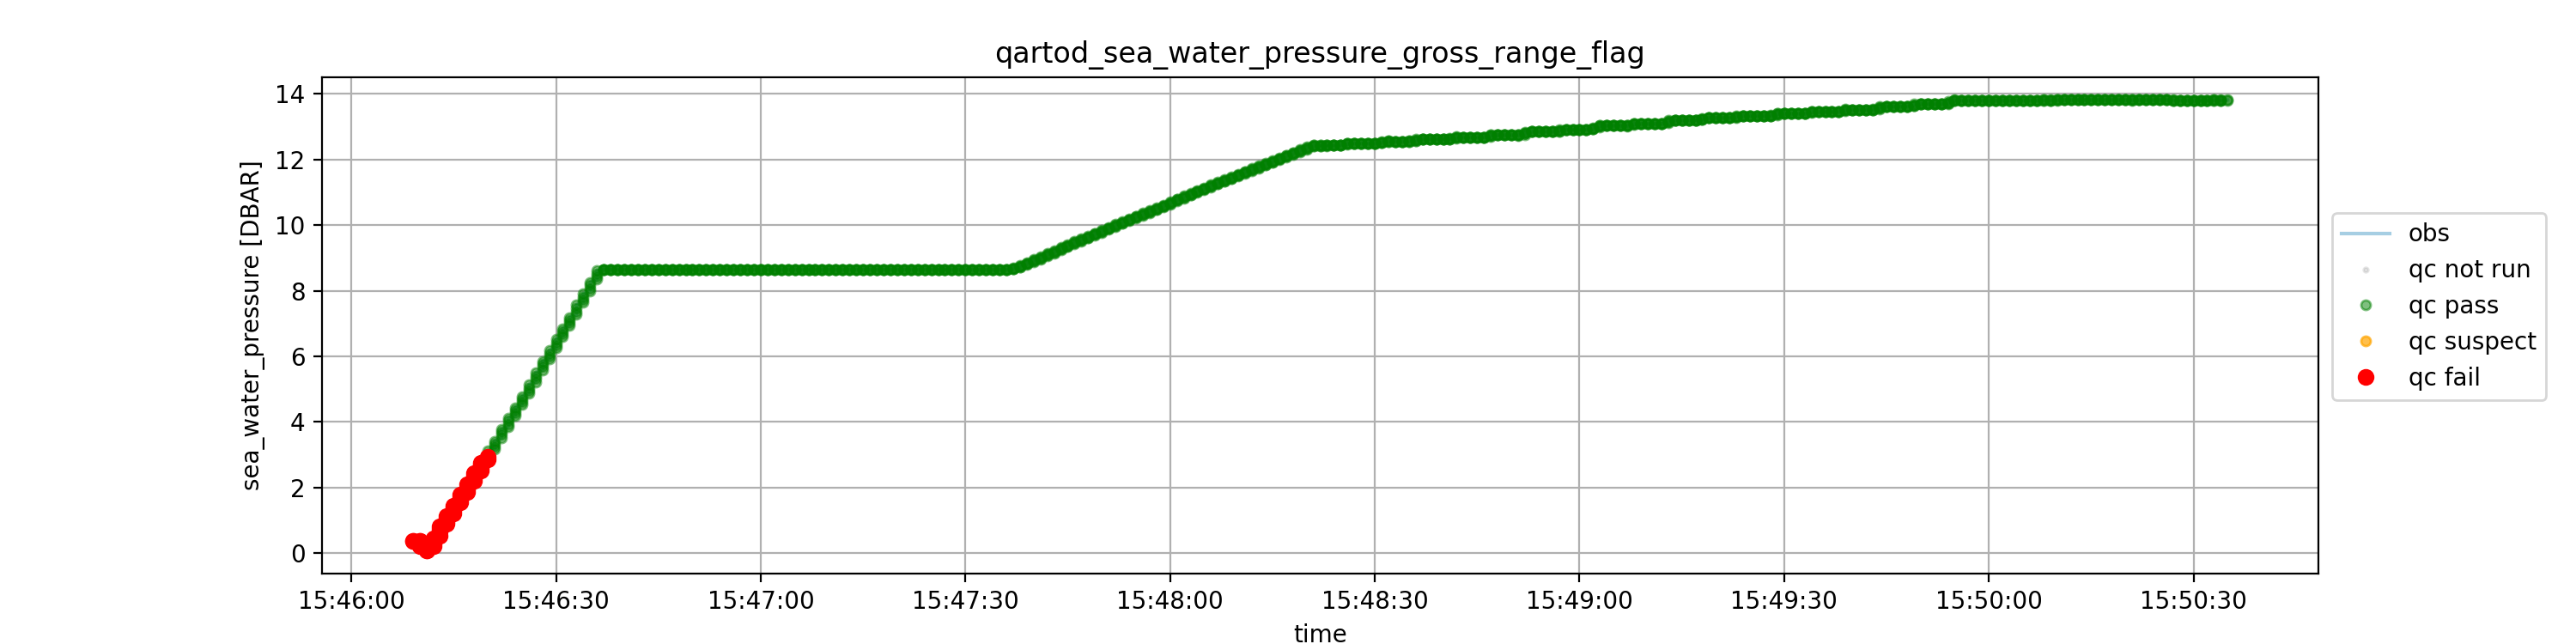 qartod_sea_water_pressure_gross_range_flag
sea_water_pressure [DBAR]
14
12
10
8
6
4
2
0
15:46:00 15:46:30 15:47:00 15:47:30 15:48:00 15:48:30 15:49:00 15:49:30 15:50:00 15:50:30
time
obs
qc not run
qc pass
qc suspect
qc fail